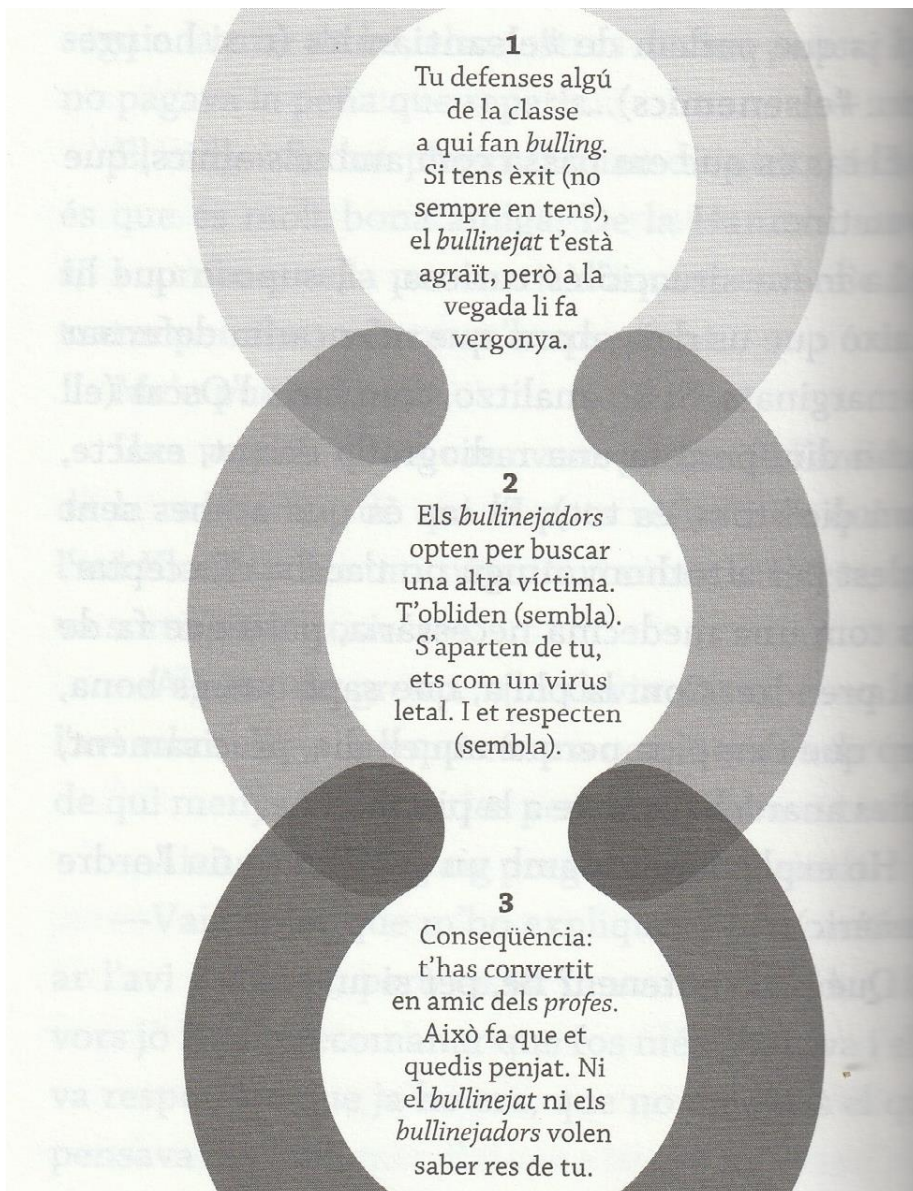 1
Tu defenses algú
de la classe
a qui fan bulling.
Si tens èxit (no
sempre en tens),
el bullinejat t'està
agraït, però a la
vegada li fa
vergonya.
2
Els bullinejadors
opten per buscar
una altra víctima.
T'obliden (sembla).
S'aparten de tu,
ets com un virus
letal. I et respecten
(sembla).
3
Conseqüència:
t'has convertit
en amic dels profes.
Això fa que et
quedis penjat. Ni
el bullinejat ni els
bullinejadors volen
saber res de tu.